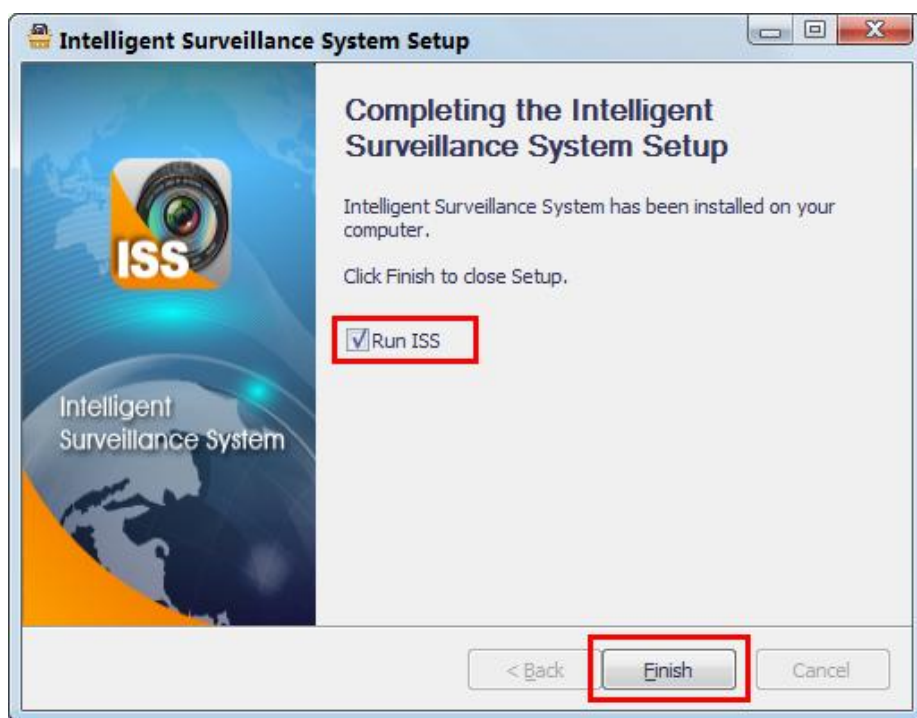 Intelligent Surveillance System Setup
Completing the Intelligent
Surveillance System Setup
Intelligent Surveillance System has been installed on your
computer.
Click Finish to close Setup.
Run ISS
ISS
Intelligent
Surveillance System
< Back
Finish
Cancel